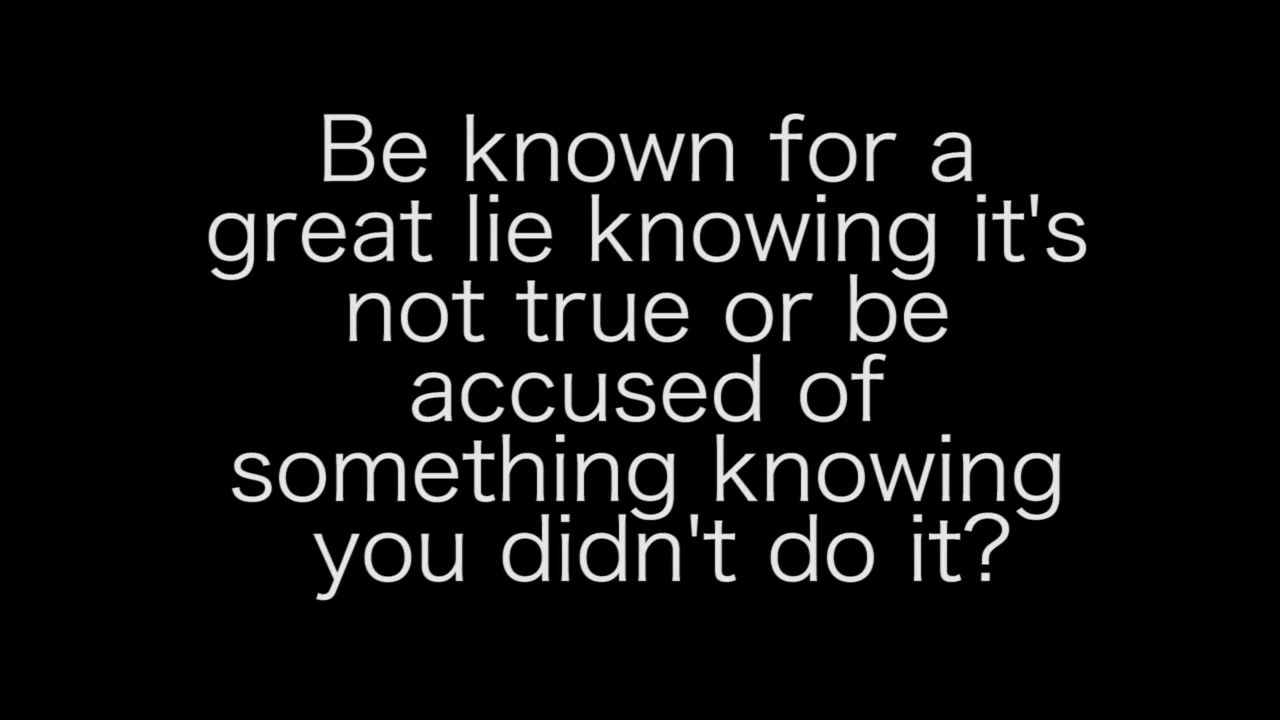 Be known for a
great lie knowing it's
not true or be
accused of
something knowing
you didn't do it?